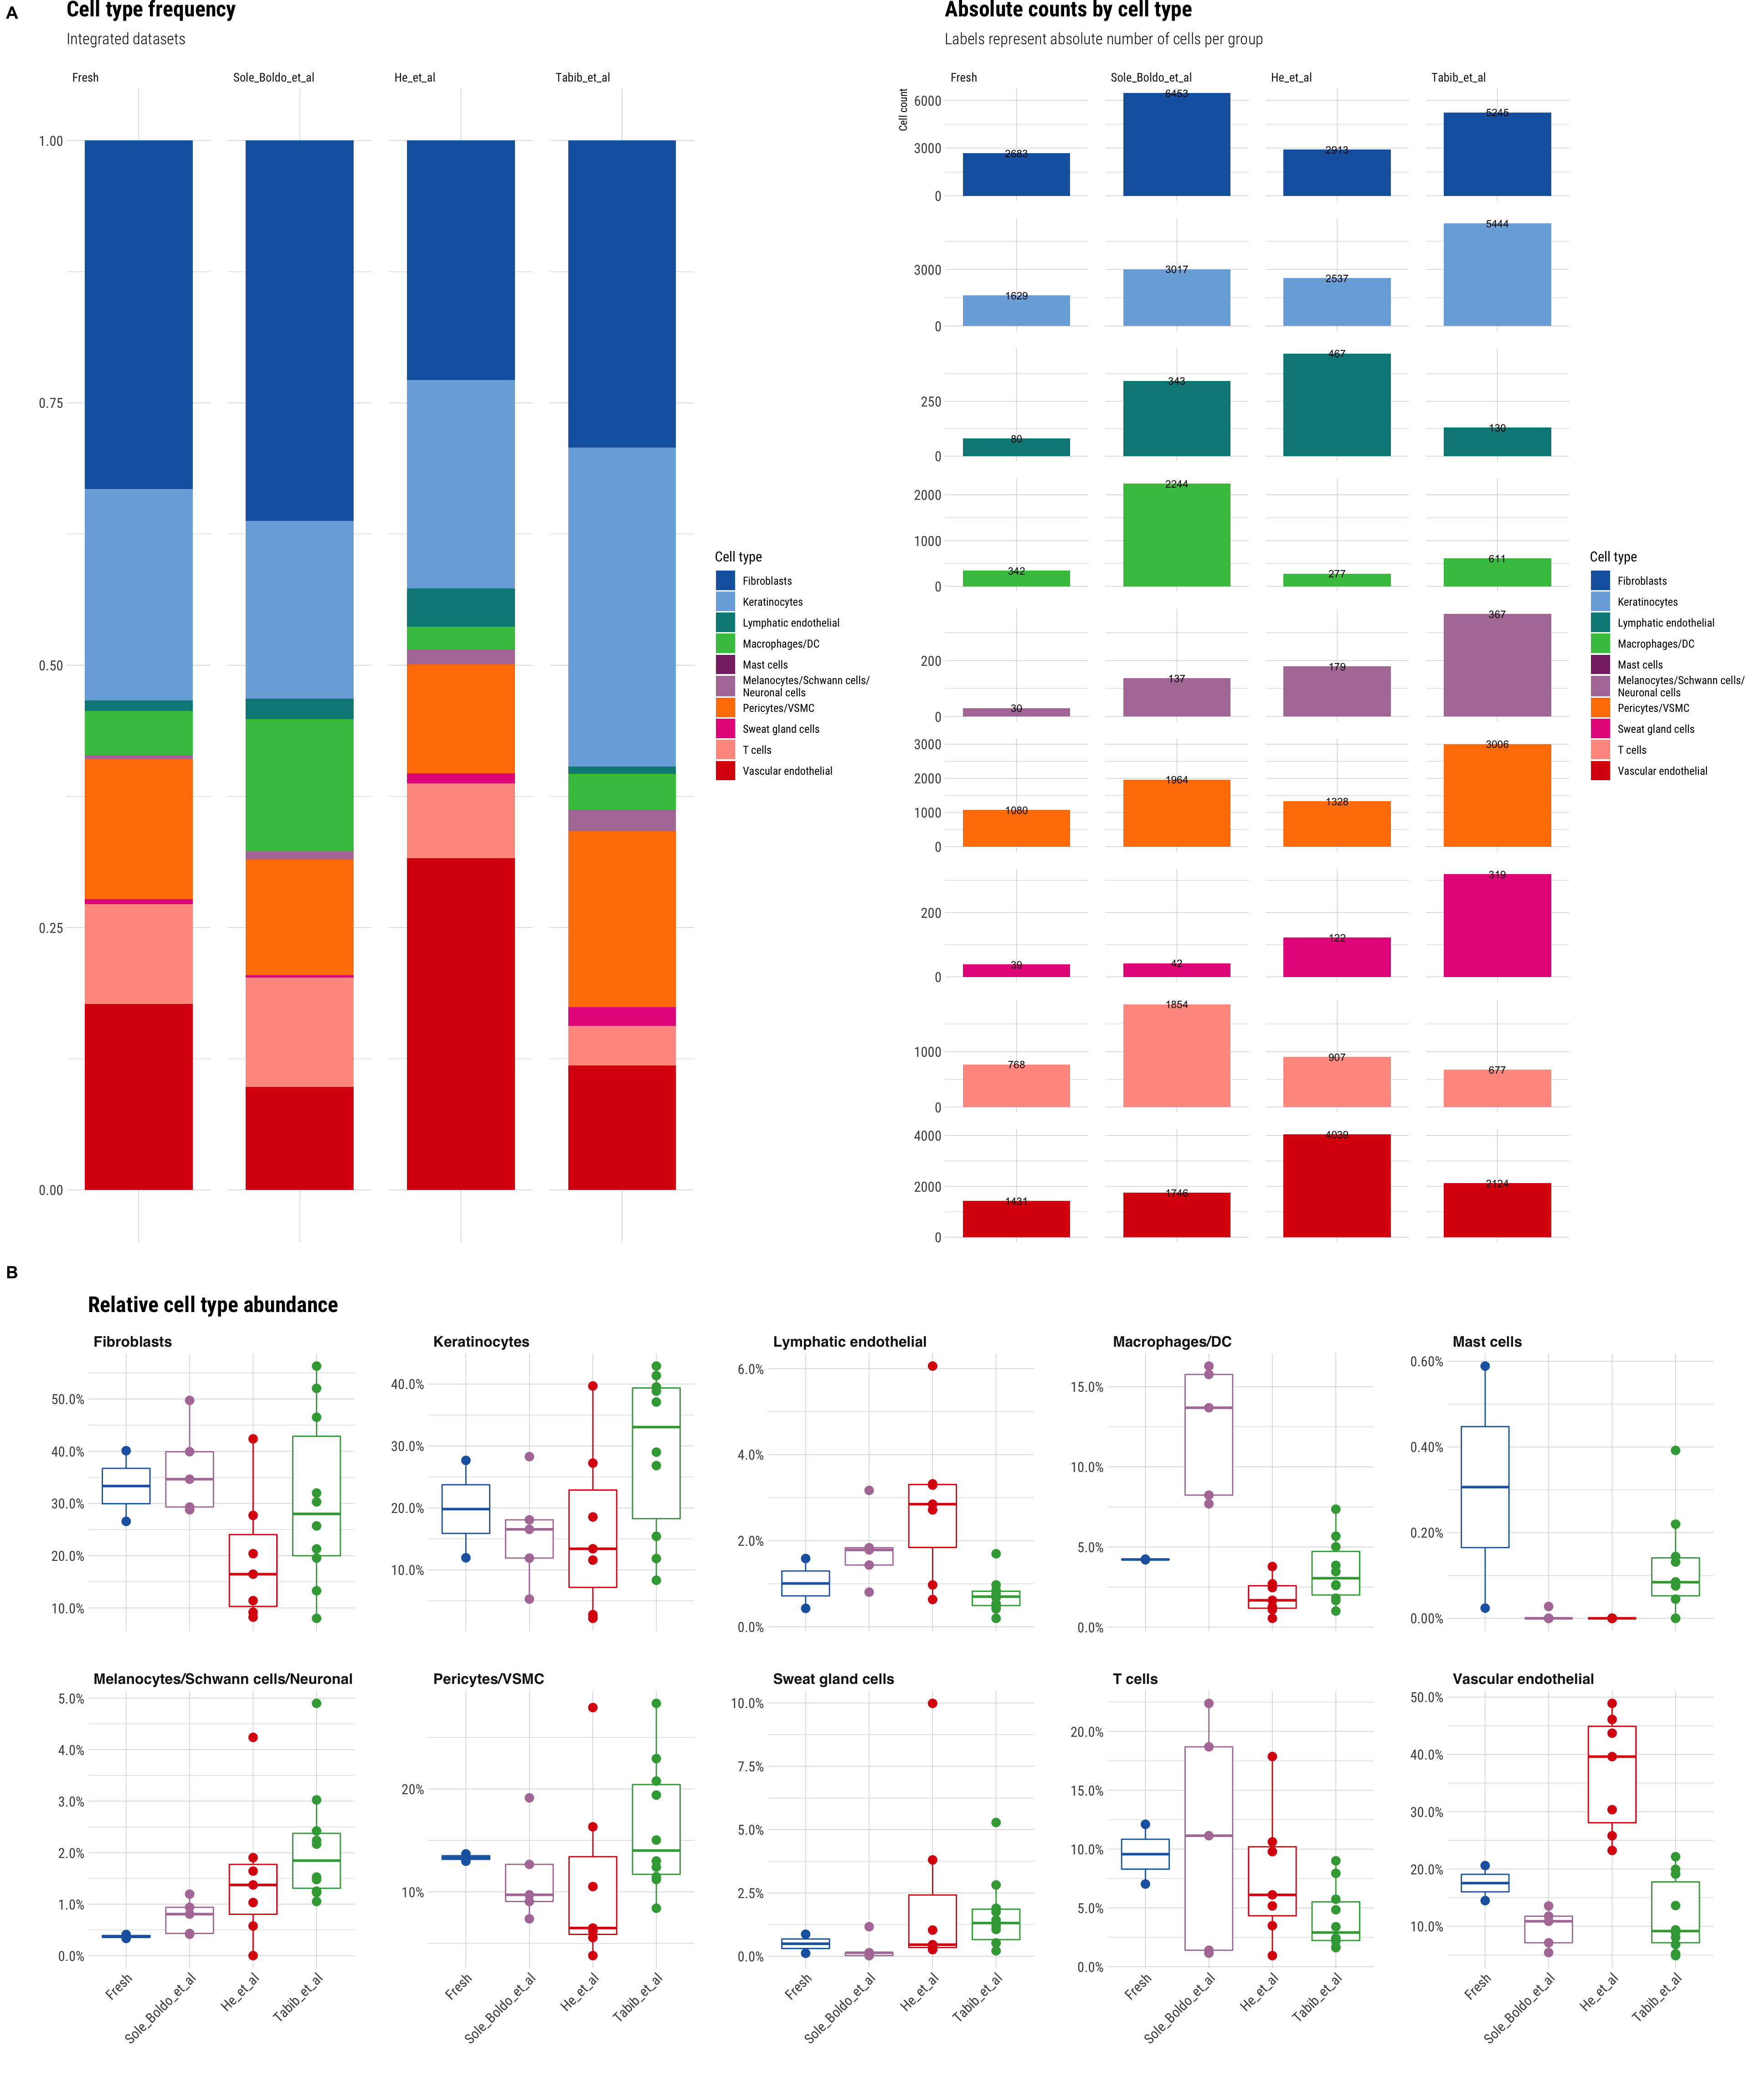 A
Cell type frequency
Integrated datasets
Fresh
Sole_Boldo_et_al
He_et_al
Tabib_et_al
1.00
0.75
0.50
0.25
0.00
Cell type
Fibroblasts
Keratinocytes
Lymphatic endothelial
Macrophages/DC
Mast cells
Melanocytes/Schwann cells/
Neuronal cells
Pericytes/VSMC
Sweat gland cells
T cells
Vascular endothelial
Absolute counts by cell type
Labels represent absolute number of cells per group
Fresh
Sole_Boldo_et_al
He_et_al
Tabib_et_al
Cell count
6000
3000
0
2683
6453
2913
5245
3000
0
1629
3017
2537
5444
250
0
80
343
467
130
2000
1000
0
342
2244
277
611
200
0
30
137
179
367
3000
2000
1000
0
1080
1964
1328
3006
200
0
39
42
122
319
1000
0
768
1854
907
677
4000
2000
0
1431
1746
4039
2124
Cell type
Fibroblasts
Keratinocytes
Lymphatic endothelial
Macrophages/DC
Mast cells
Melanocytes/Schwann cells/
Neuronal cells
Pericytes/VSMC
Sweat gland cells
T cells
Vascular endothelial
B
Relative cell type abundance
Fibroblasts
50.0%
40.0%
30.0%
20.0%
10.0%
Keratinocytes
40.0%
30.0%
20.0%
10.0%
Lymphatic endothelial
6.0%
4.0%
2.0%
0.0%
Macrophages/DC
15.0%
10.0%
5.0%
0.0%
Mast cells
0.60%
0.40%
0.20%
0.00%
Melanocytes/Schwann cells/Neuronal
5.0%
4.0%
3.0%
2.0%
1.0%
0.0%
Fresh
Sole_Boldo_et_al
He_et_al
Tabib_et_al
Pericytes/VSMC
20%
10%
Fresh
Sole_Boldo_et_al
He_et_al
Tabib_et_al
Sweat gland cells
10.0%
7.5%
5.0%
2.5%
0.0%
Fresh
Sole_Boldo_et_al
He_et_al
Tabib_et_al
T cells
20.0%
15.0%
10.0%
5.0%
0.0%
Fresh
Sole_Boldo_et_al
He_et_al
Tabib_et_al
Vascular endothelial
50.0%
40.0%
30.0%
20.0%
10.0%
Fresh
Sole_Boldo_et_al
He_et_al
Tabib_et_al